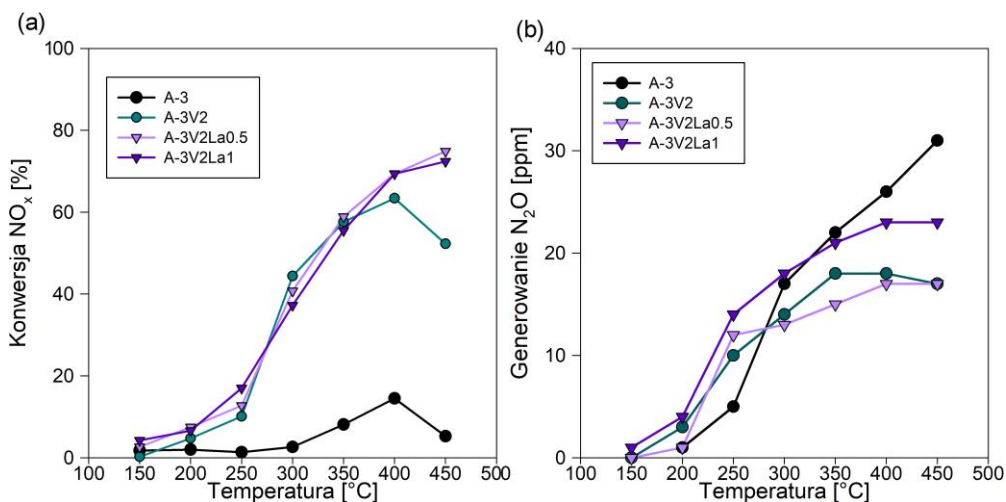 (a)
Konwersja NOx [%]
100
80
60
40
20
0
A-3
A-3V2
A-3V2La0.5
A-3V2La1
100 150 200 250 300 350 400 450 500
Temperatura [°C]
(b)
Generowanie N2O [ppm]
40
30
20
10
0
A-3
A-3V2
A-3V2La0.5
A-3V2La1
100 150 200 250 300 350 400 450 500
Temperatura [°C]